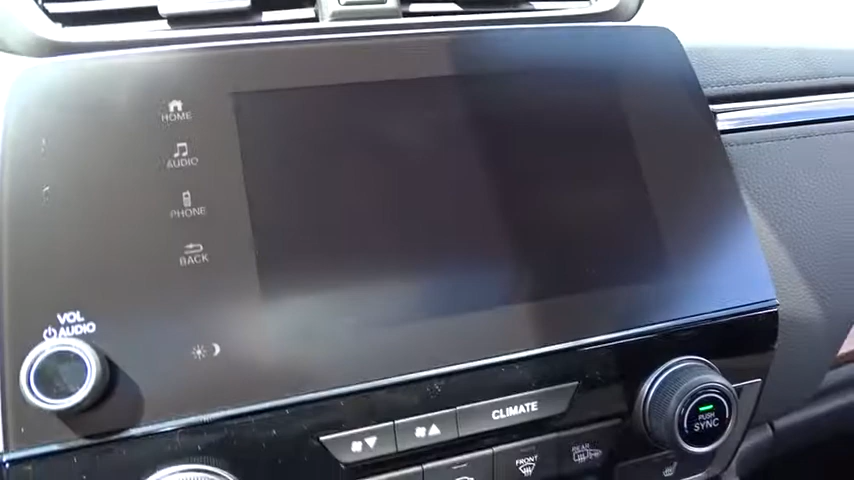 HOME
AUDIO
PHONE
BACK
VOL
AUDIO
CLIMATE
PUSH
SYNC
FRONT
REAR